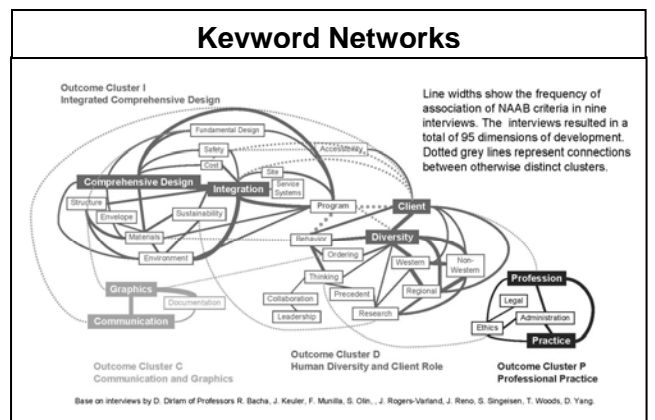 Keyword Networks
Outcome Cluster I
Integrated Comprehensive Design
Line widths show the frequency of
association of NAAB criteria in nine
interviews. The interviews resulted in a
total of 95 dimensions of development.
Dotted grey lines represent connections
between otherwise distinct clusters.
Fundamental Design
Safety
Accessibility
Cost
Site
Comprehensive Design
Integration
Service
Systems
Structure
Program
Client
Envelope
Sustainability
Materials
Behavior
Diversity
Environment
Ordering
Western
Non-
Western
Thinking
Profession
Graphics
Precedent
Regional
Legal
Documentation
Collaboration
Administration
Communication
Leadership
Research
Ethics
Practice
Outcome Cluster C
Communication and Graphics
Outcome Cluster D
Human Diversity and Client Role
Outcome Cluster P
Professional Practice
Base on interviews by D. Dirlam of Professors R. Bacha, J. Keuler, F. Munilla, S. Olin, , J. Rogers-Varland, J. Reno, S. Singeisen, T. Woods, D. Yang.